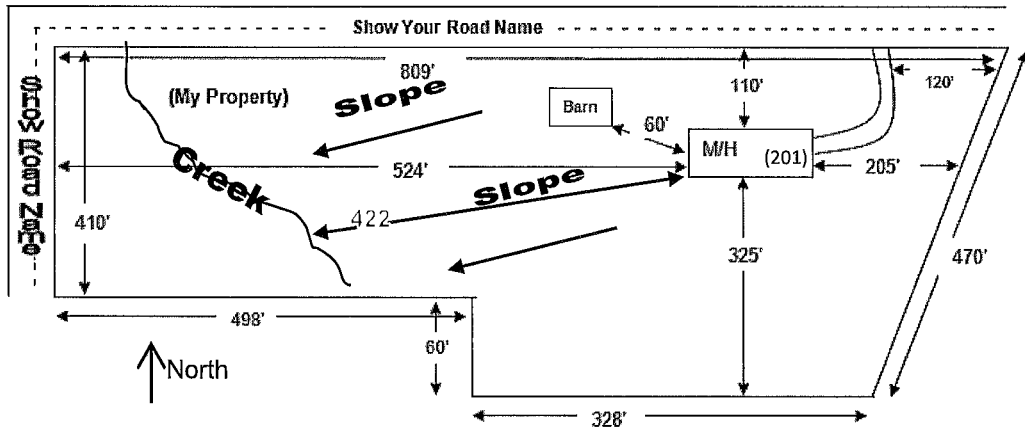 Show Your Road Name
809'
(My Property)
Slope
110'
120'
Barn
60'
M/H
(201)
Creek
524'
205'
Slope
Show Road Name
410'
422
325'
470'
498'
60'
North
328'